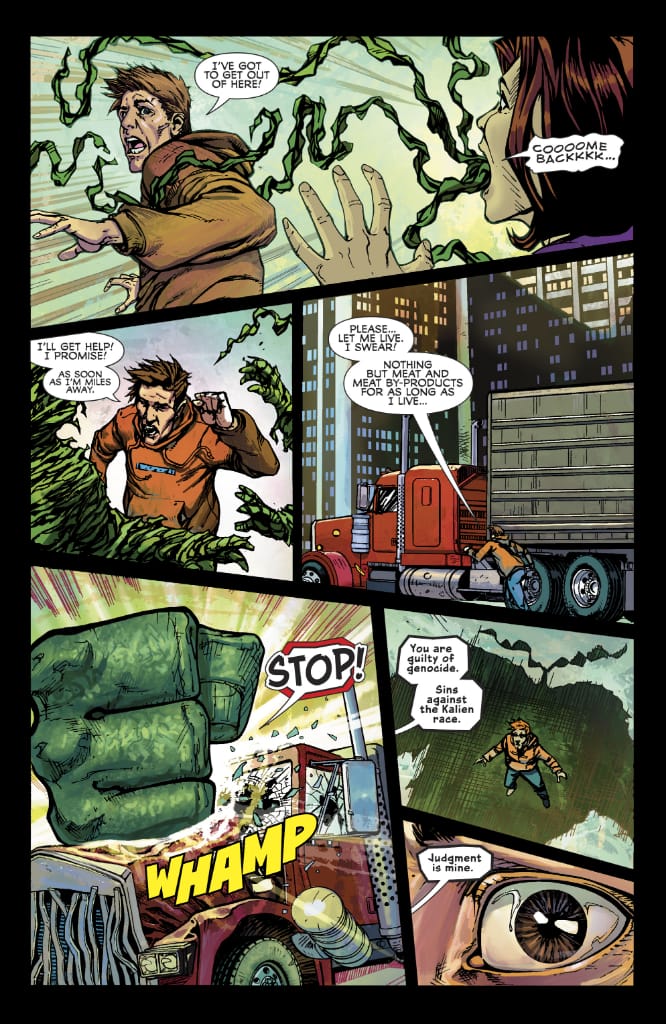 I'VE GOT
TO GET OUT
OF HERE!
COOOOME
BACKKKK...
I'LL GET HELP!
I PROMISE!
AS SOON
AS I'M MILES
AWAY.
PLEASE...
LET ME LIVE.
I SWEAR!
NOTHING
BUT MEAT AND
MEAT BY-PRODUCTS
FOR AS LONG AS
I LIVE...
STOP!
WHAMP
You are
guilty of
genocide.
Sins
against
the Kalien
race.
Judgment
is mine.